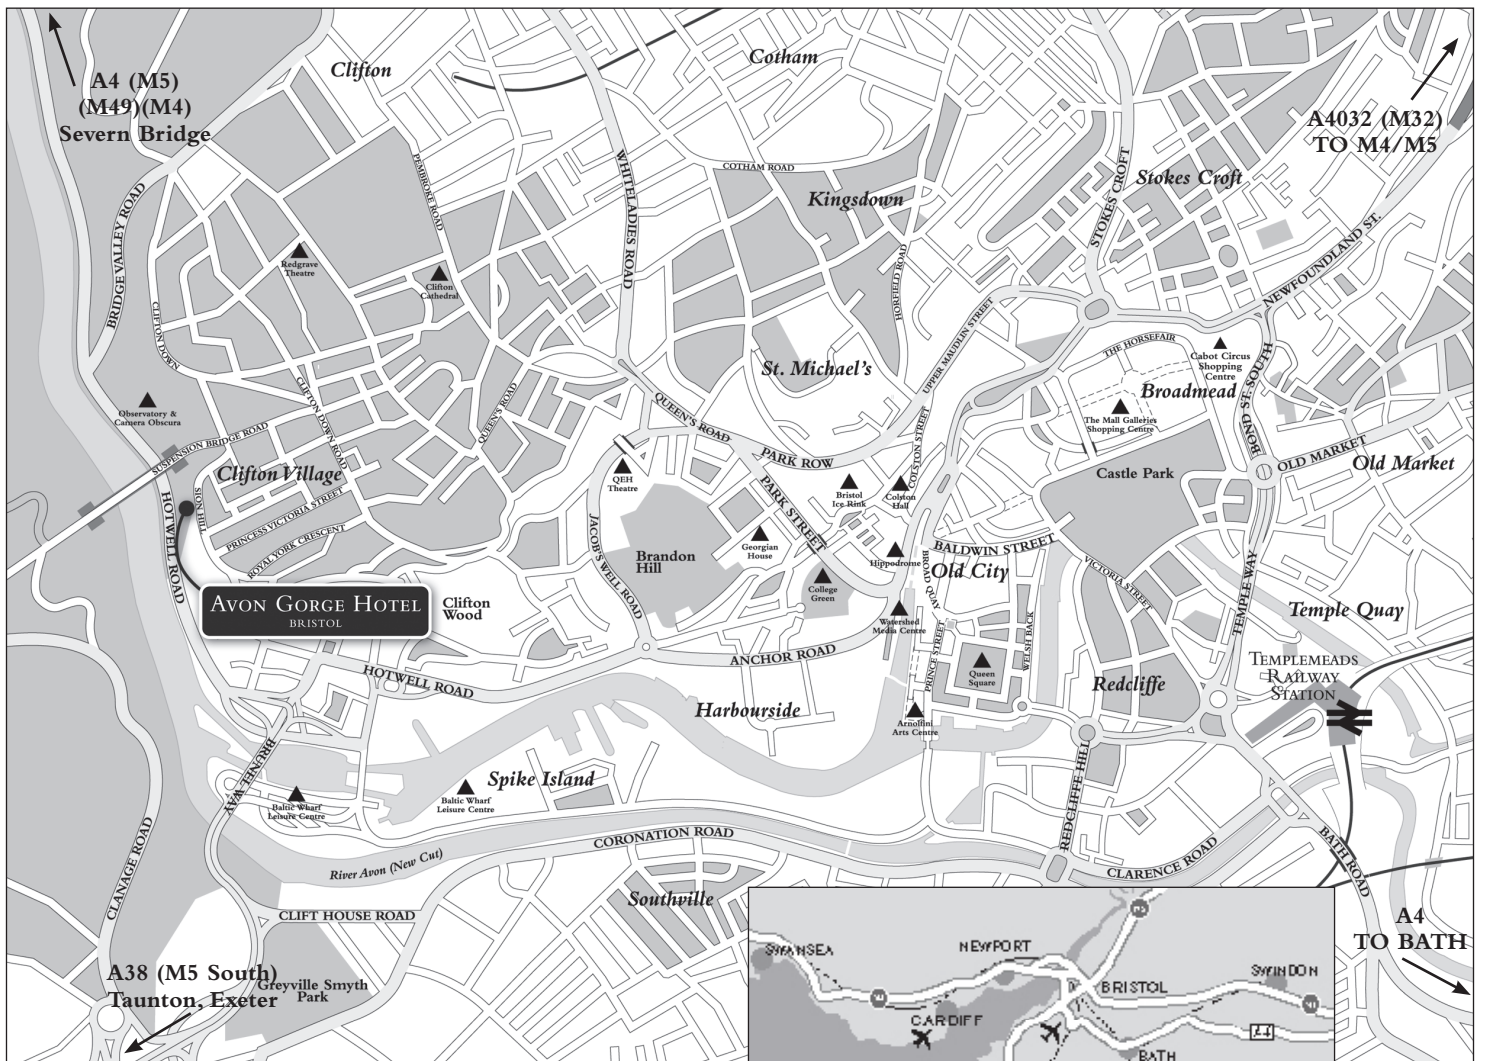 Clifton
Cotham
A4 (M5)
(M49)(M4)
Severn Bridge
A4032 (M32)
TO M4/M5
PEMBROKE ROAD
WHITELADIES ROAD
COTHAM ROAD
Kingsdown
STOKES CROFT
Stokes Croft
BRIDGE VALLEY ROAD
Redgrave
Theatre
Clifton
Cathedral
HORFIELD ROAD
NEWFOUNDLAND ST.
CLIFTON DOWN
UPPER MAUDLIN STREET
THE HORSEFAIR
Cabot Circus
Shopping
Centre
St. Michael's
Broadmead
BOND ST. SOUTH
CLIFTON DOWN ROAD
QUEEN'S ROAD
QUEEN'S ROAD
Observatory &
Camera Obscura
The Mall Galleries
Shopping Centre
SUSPENSION BRIDGE ROAD
Clifton Village
PARK ROW
COLSTON STREET
Castle Park
OLD MARKET
Old Market
QEH
Theatre
Bristol
Ice Rink
Colston
Hall
HOTWELL ROAD
SION HILL
PRINCESS VICTORIA STREET
ROYAL YORK CRESCENT
PARK STREET
JACOB'S WELL ROAD
Brandon
Hill
Georgian
House
Hippodrome
BALDWIN STREET
Old City
BROAD QUAY
VICTORIA STREET
TEMPLE WAY
College
Green
AVON GORGE HOTEL
BRISTOL
Clifton
Wood
Watershed
Media Centre
Temple Quay
ANCHOR ROAD
PRINCE STREET
WELSH BACK
Queen
Square
TEMPLEMEADS
RAILWAY
STATION
HOTWELL ROAD
Redcliffe
Harbourside
Arnolfini
Arts Centre
BRUNEL WAY
Spike Island
Baltic Wharf
Leisure Centre
Baltic Wharf
Leisure Centre
REDCLIFFE HILL
CORONATION ROAD
CLANAGE ROAD
River Avon (New Cut)
CLARENCE ROAD
BATH ROAD
Southville
CLIFT HOUSE ROAD
A4
TO BATH
A38 (M5 South)
Taunton, Exeter
Greyville Smyth
Park
SWANSEA
NEWPORT
M5
SWINDON
BRISTOL
M4
M4
CARDIFF
A4
BATH